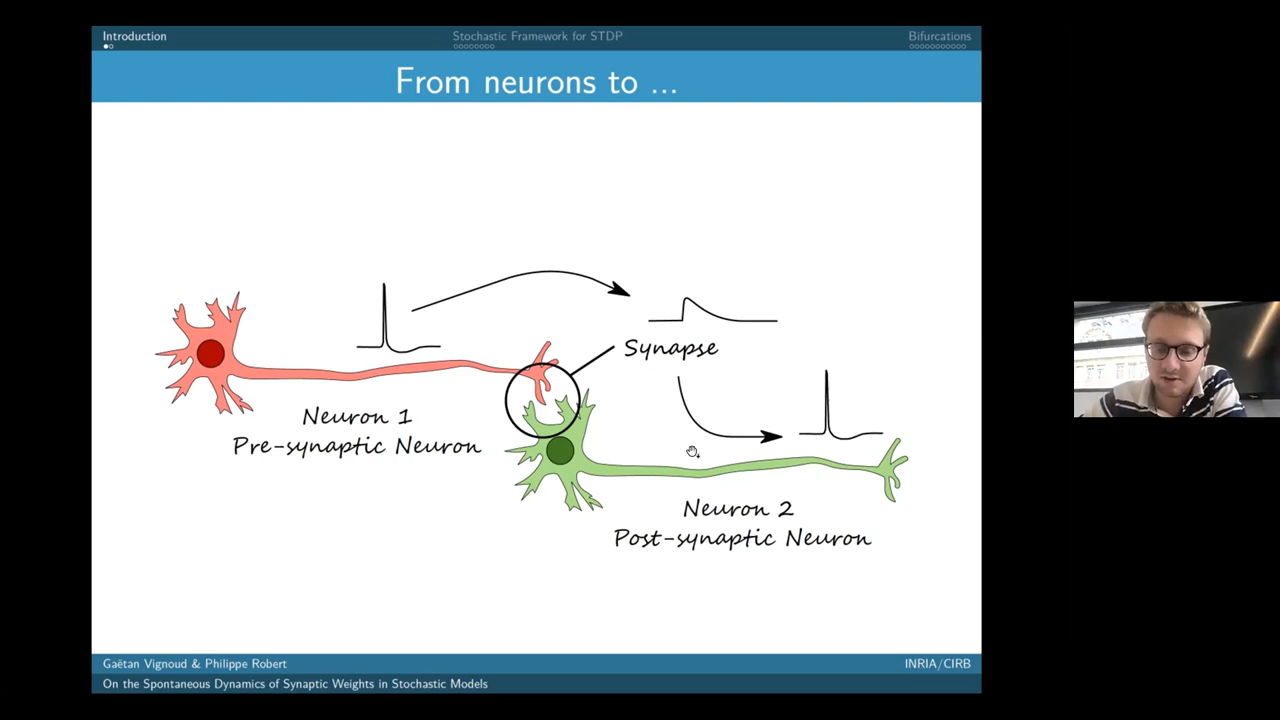 Introduction
Stochastic Framework for STDP
Bifurcations
From neurons to ...
Synapse
Neuron 1
Pre-synaptic Neuron
Neuron 2
Post-synaptic Neuron
Gaëtan Vignoud & Philippe Robert
INRIA/CIRB
On the Spontaneous Dynamics of Synaptic Weights in Stochastic Models